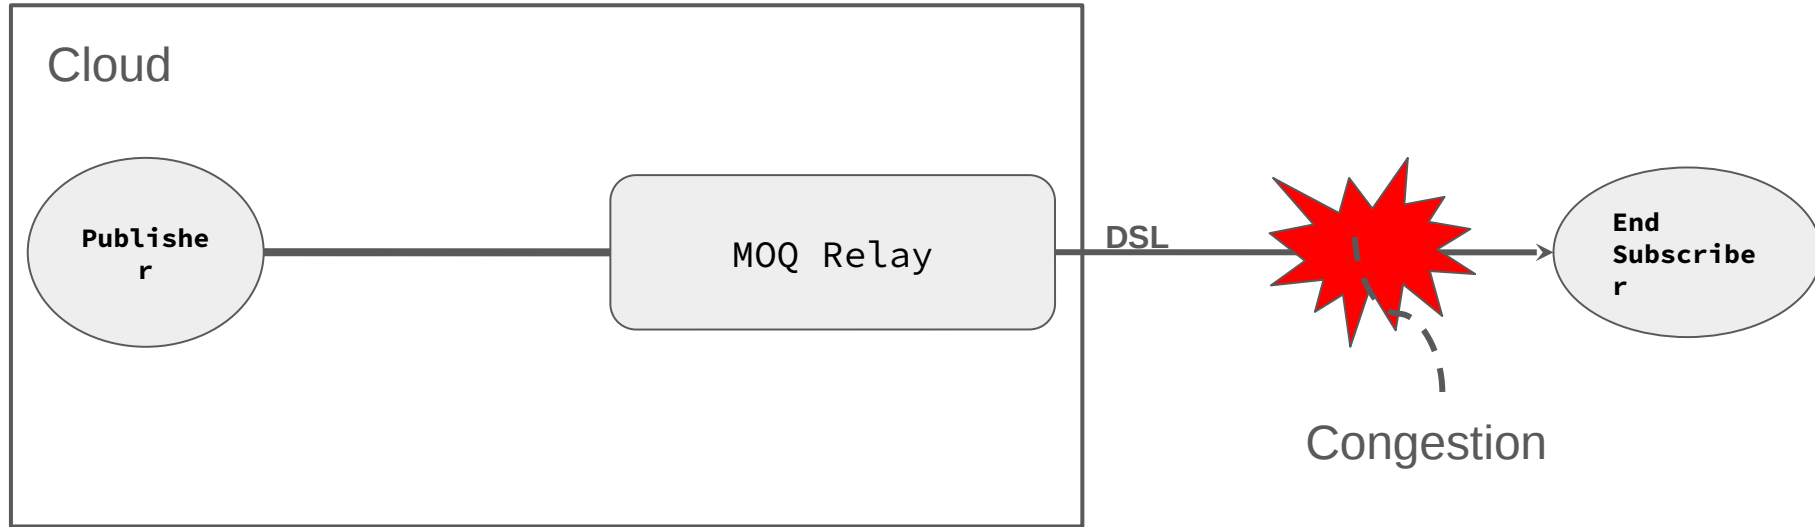 Cloud
Publishe
r
MOQ Relay
DSL
End
Subscribe
r
Congestion